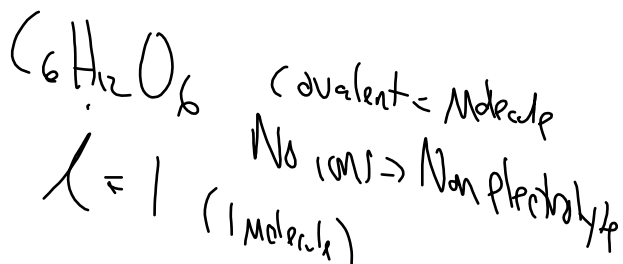 C6H12O6
Covalent = Molecule
No ions => Non electrolyte
i = 1
(1 Molecule)